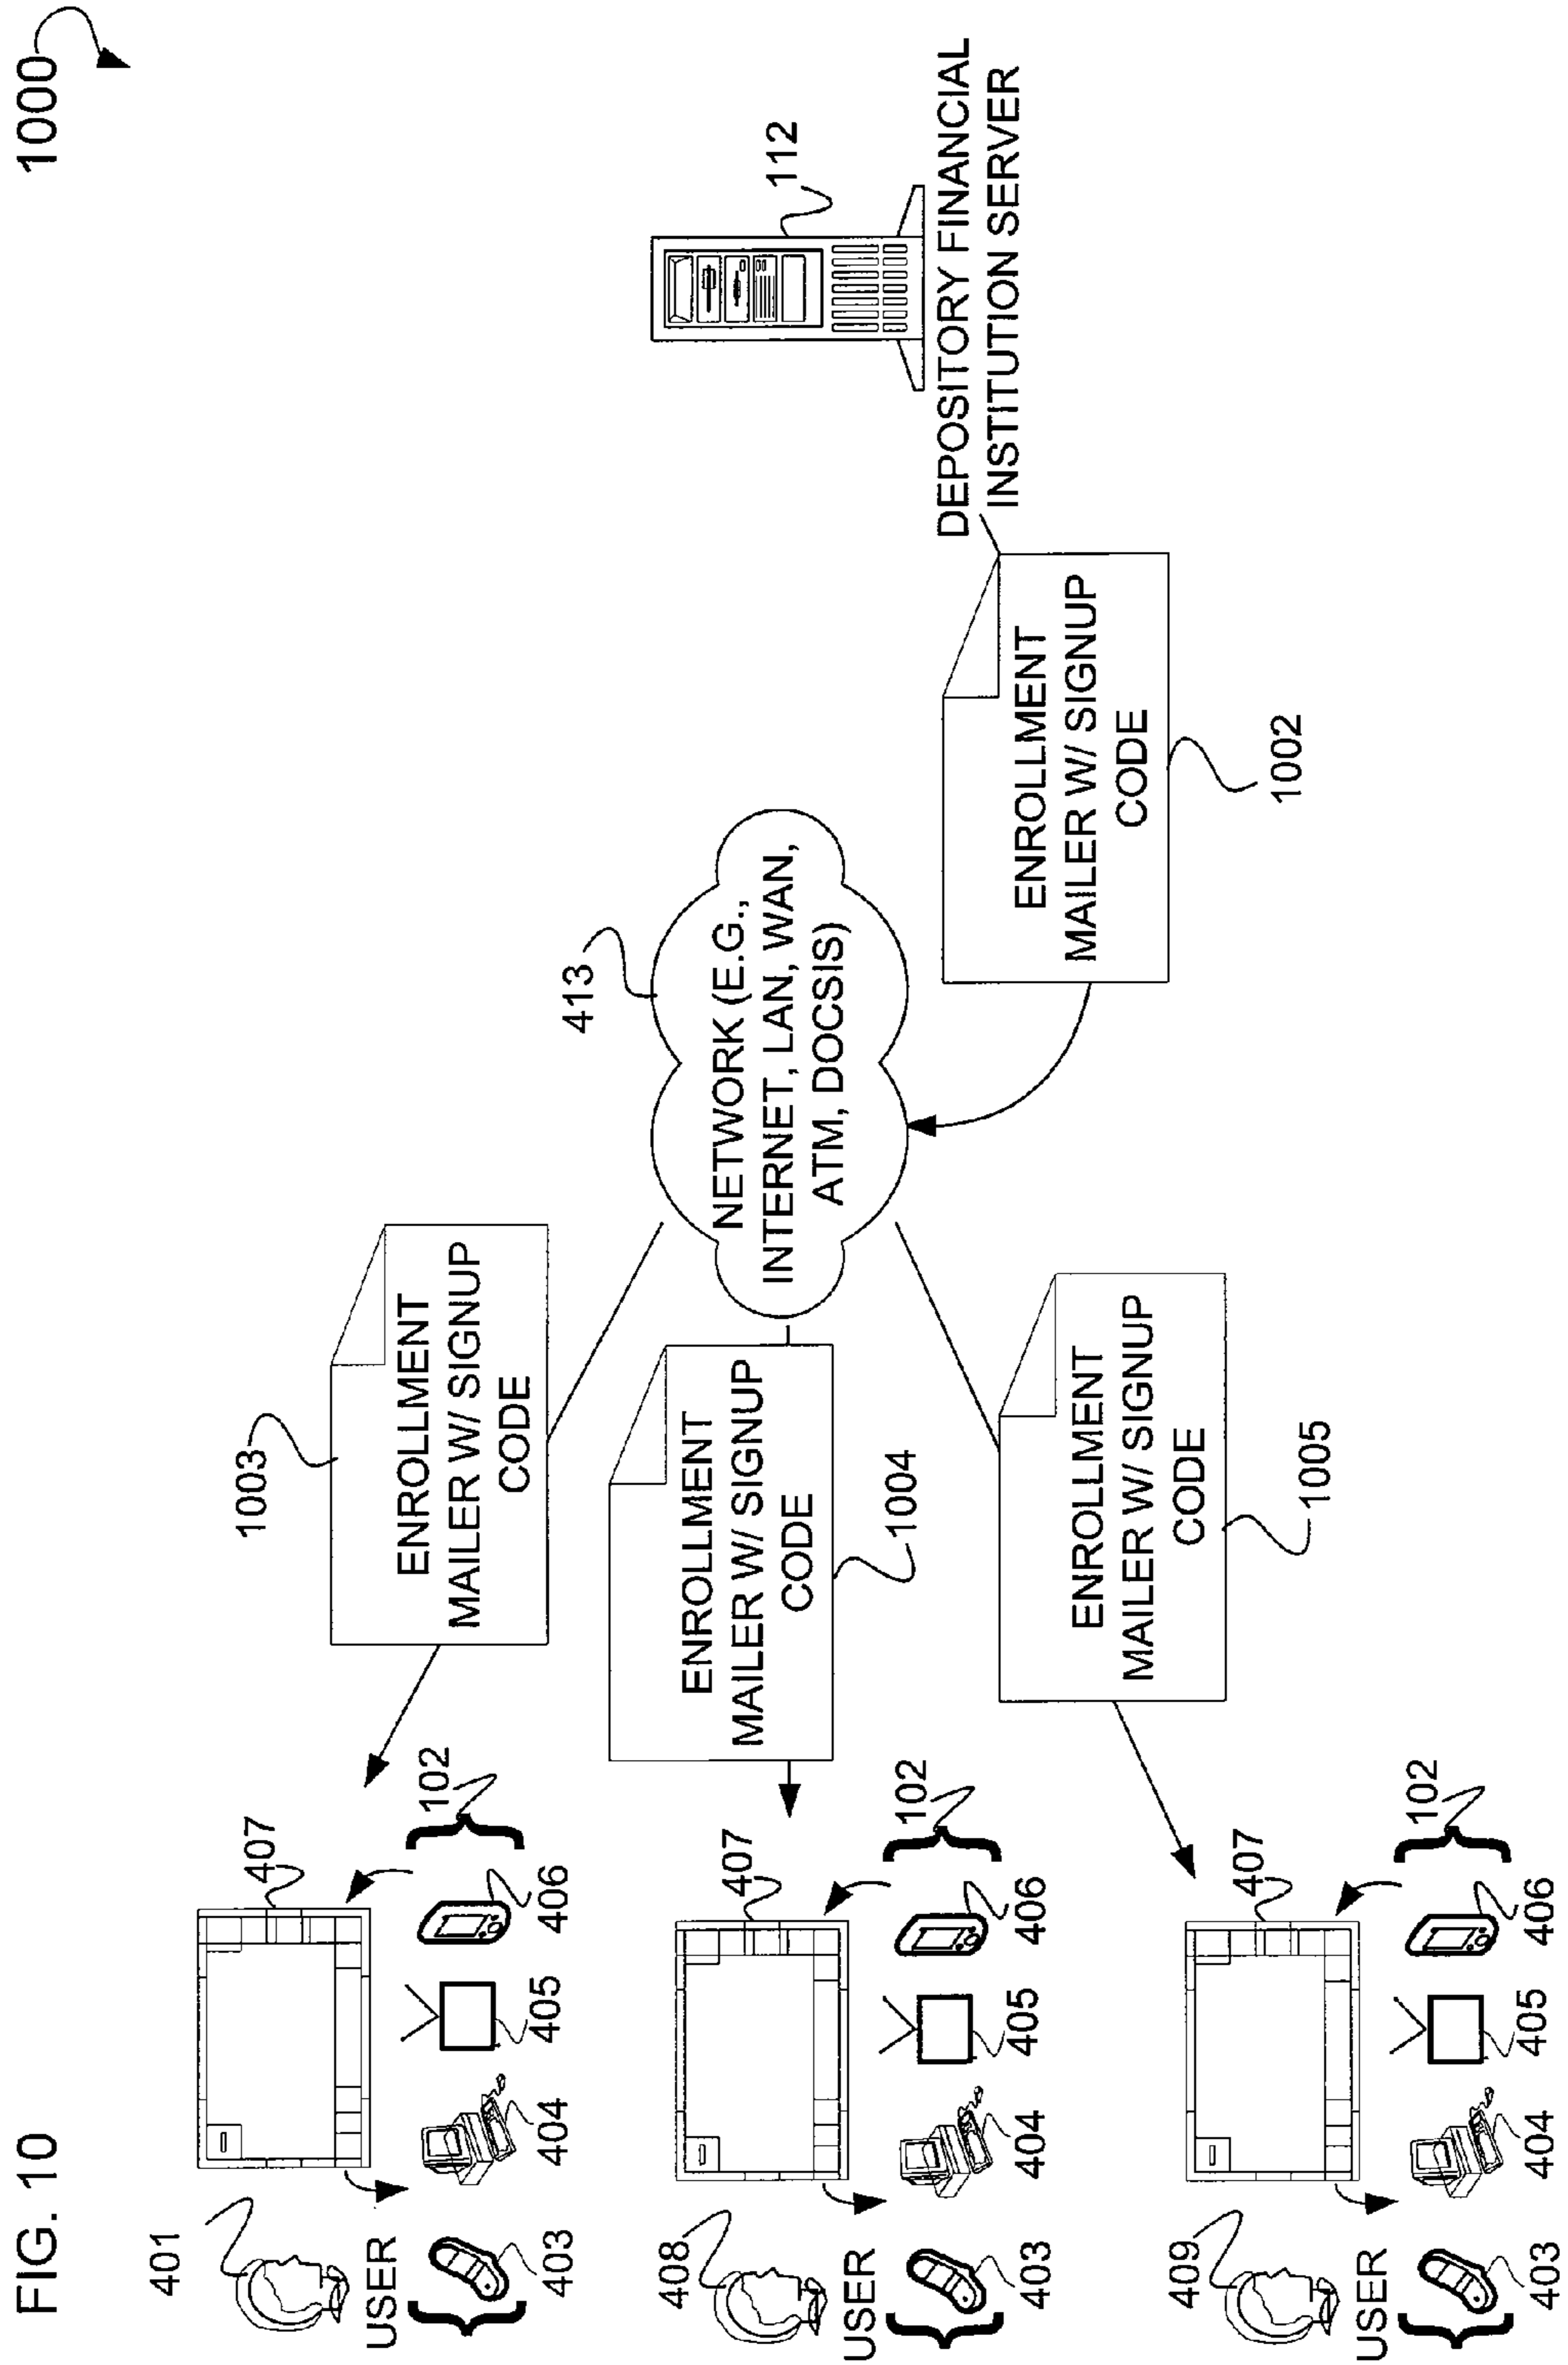 FIG. 10
1000
401
USER
403
404
405
406
407
102
1003
ENROLLMENT
MAILER W/ SIGNUP
CODE
408
USER
403
404
405
406
407
102
ENROLLMENT
MAILER W/ SIGNUP
CODE
1004
413
NETWORK (E.G.,
INTERNET, LAN, WAN,
ATM, DOCSIS)
112
DEPOSITORY FINANCIAL
INSTITUTION SERVER
409
USER
403
404
405
406
407
102
ENROLLMENT
MAILER W/ SIGNUP
CODE
1005
ENROLLMENT
MAILER W/ SIGNUP
CODE
1002